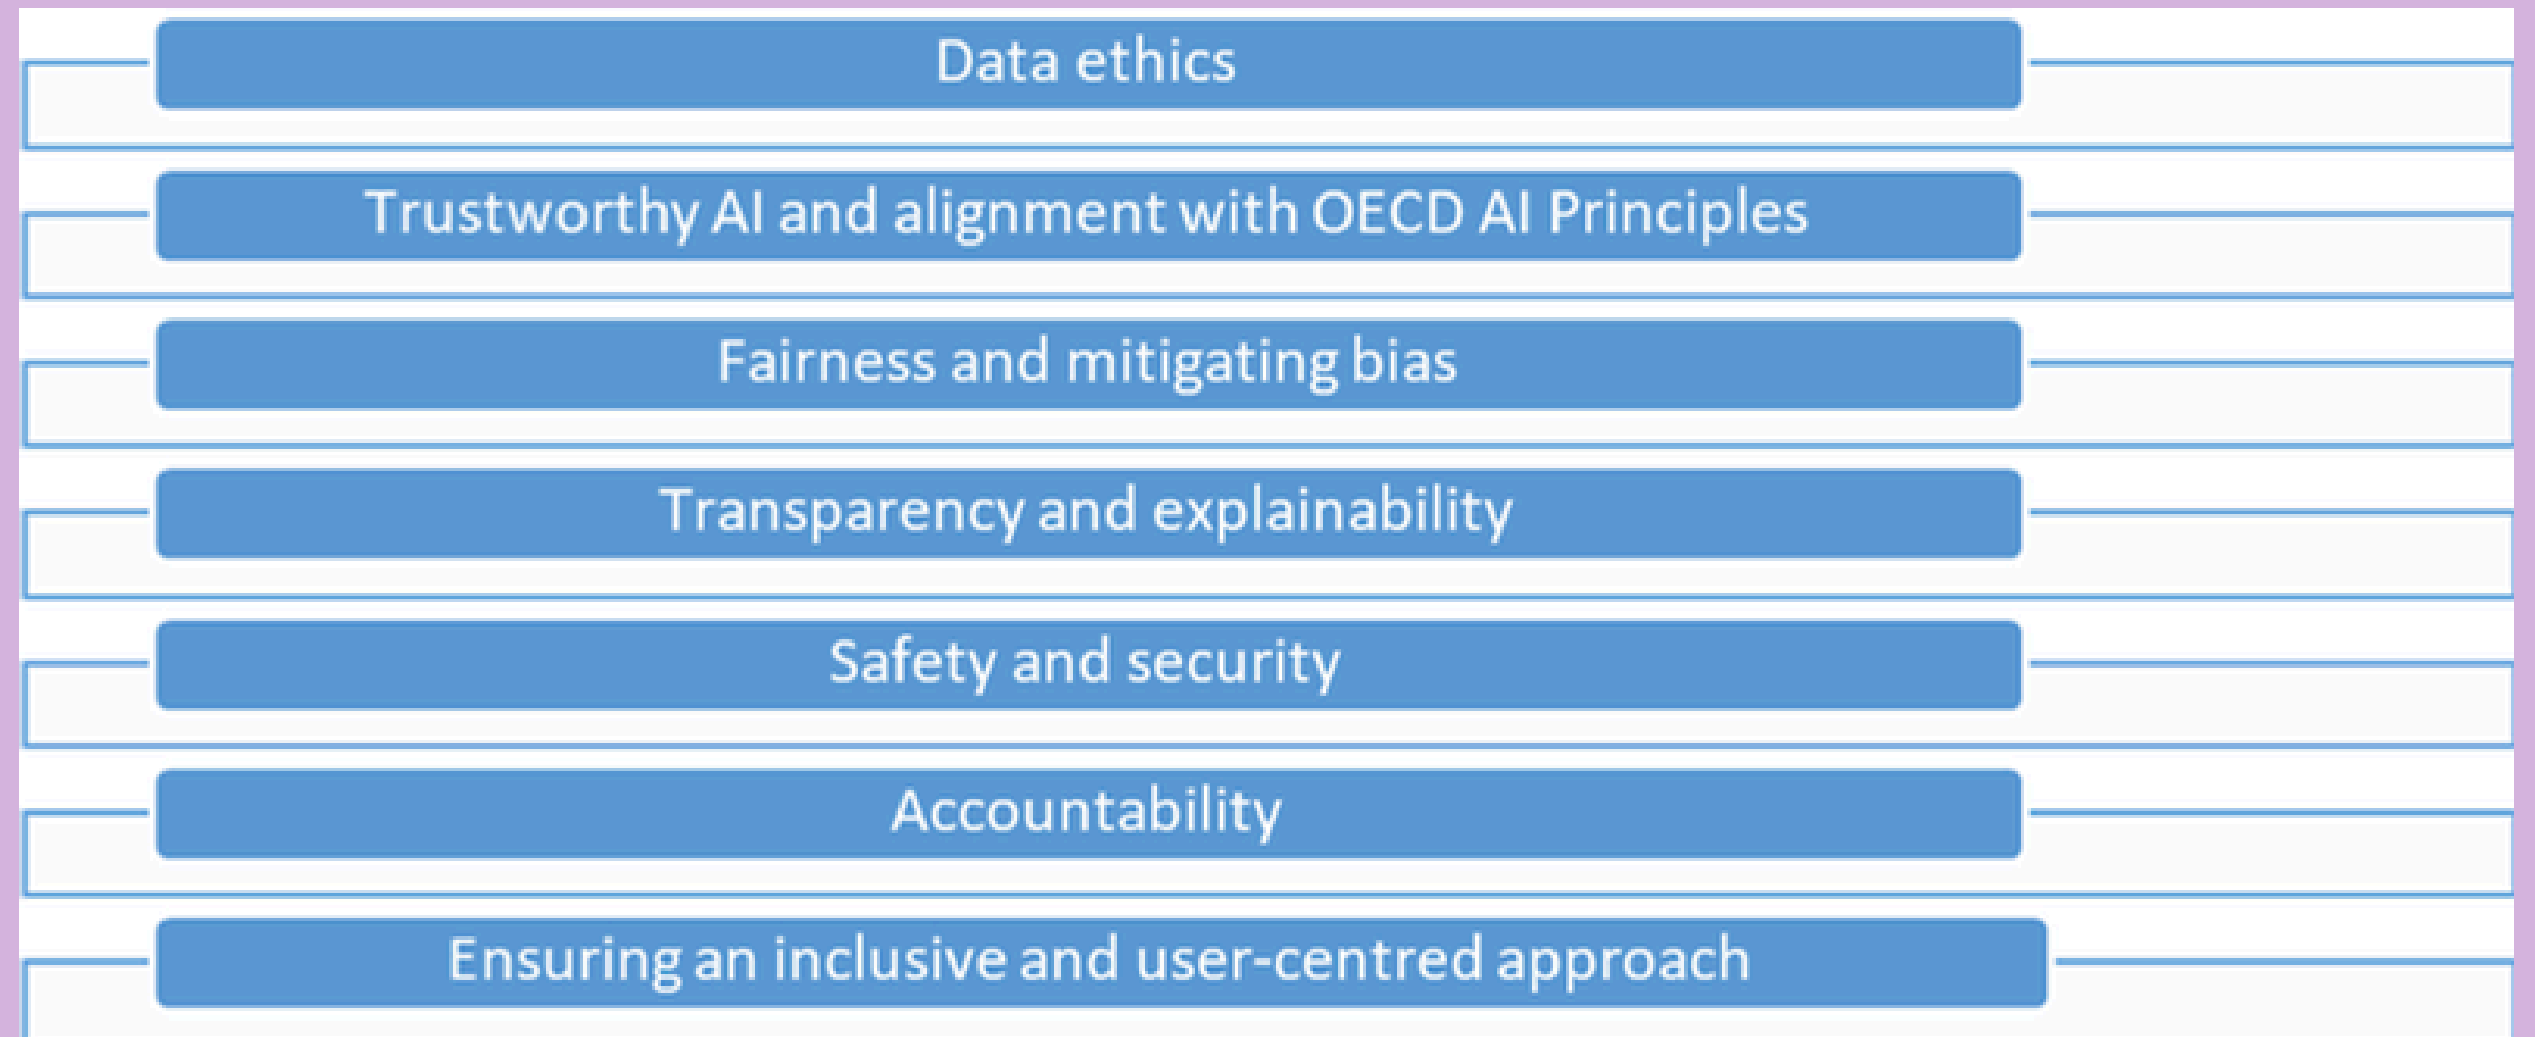 Data ethics
Trustworthy AI and alignment with OECD AI Principles
Fairness and mitigating bias
Transparency and explainability
Safety and security
Accountability
Ensuring an inclusive and user-centred approach